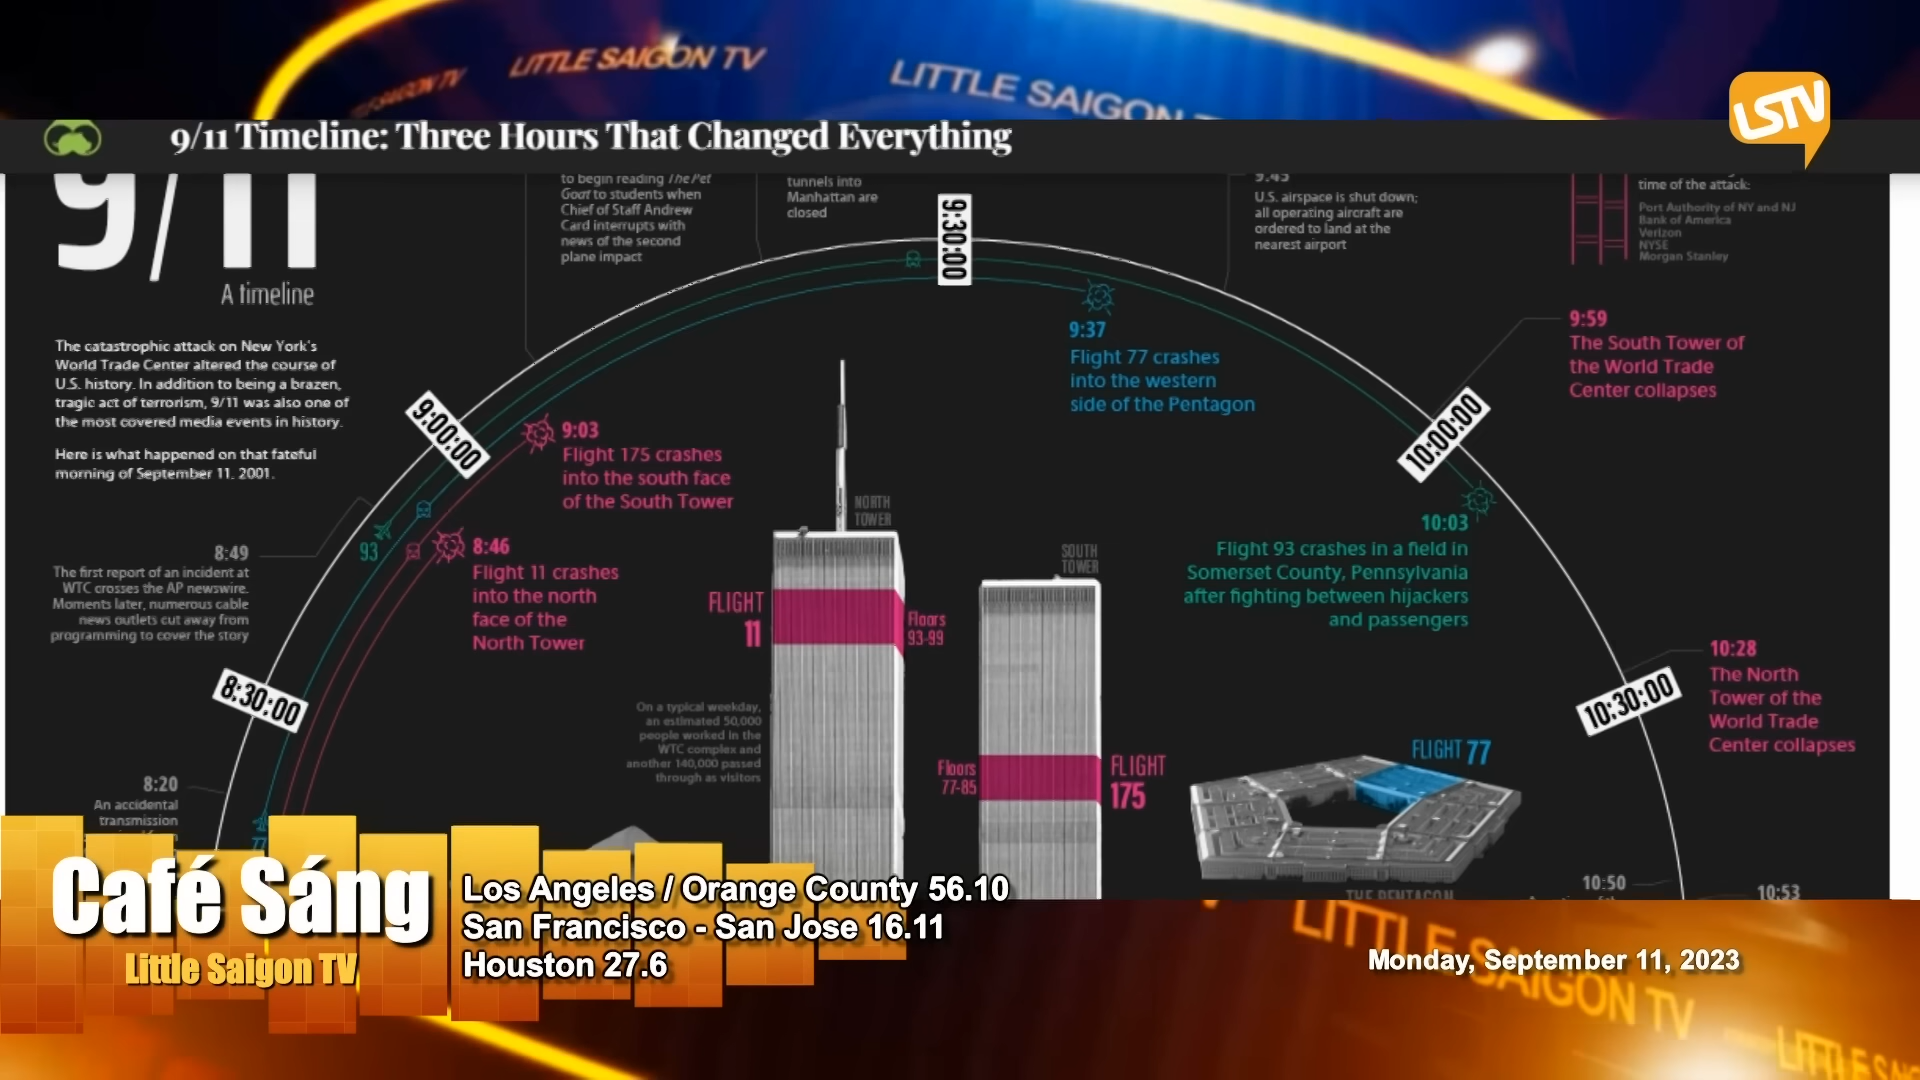 LITTLE SAIGON TV
LITTLE SAIGON TV
LSTV
9/11 Timeline: Three Hours That Changed Everything
9/11
A timeline
The catastrophic attack on New York's
World Trade Center altered the course of
U.S. history. In addition to being a brazen,
tragic act of terrorism, 9/11 was also one of
the most covered media events in history.
Here is what happened on that fateful
morning of September 11, 2001.
to begin reading The Pet
Goat to students when
Chief of Staff Andrew
Card interrupts with
news of the second
plane impact
tunnels into
Manhattan are
closed
9:30:00
9:45
U.S. airspace is shut down;
all operating aircraft are
ordered to land at the
nearest airport
time of the attack:
Port Authority of NY and NJ
Bank of America
Verizon
NYSE
Morgan Stanley
9:37
Flight 77 crashes
into the western
side of the Pentagon
9:59
The South Tower of
the World Trade
Center collapses
9:00:00
10:00:00
9:03
Flight 175 crashes
into the south face
of the South Tower
8:46
Flight 11 crashes
into the north
face of the
North Tower
93
8:49
The first report of an incident at
WTC crosses the AP newswire.
Moments later, numerous cable
news outlets cut away from
programming to cover the story
NORTH
TOWER
SOUTH
TOWER
10:03
Flight 93 crashes in a field in
Somerset County, Pennsylvania
after fighting between hijackers
and passengers
FLIGHT
11
Floors
93-99
8:30:00
10:30:00
10:28
The North
Tower of the
World Trade
Center collapses
On a typical weekday,
an estimated 50,000
people worked in the
WTC complex and
another 140,000 passed
through as visitors
Floors
77-85
FLIGHT
175
FLIGHT 77
8:20
An accidental
transmission
77
THE PENTAGON
10:50
10:53
Café Sáng
Little Saigon TV
Los Angeles / Orange County 56.10
San Francisco - San Jose 16.11
Houston 27.6
Monday, September 11, 2023
LITTLE SAIGON TV